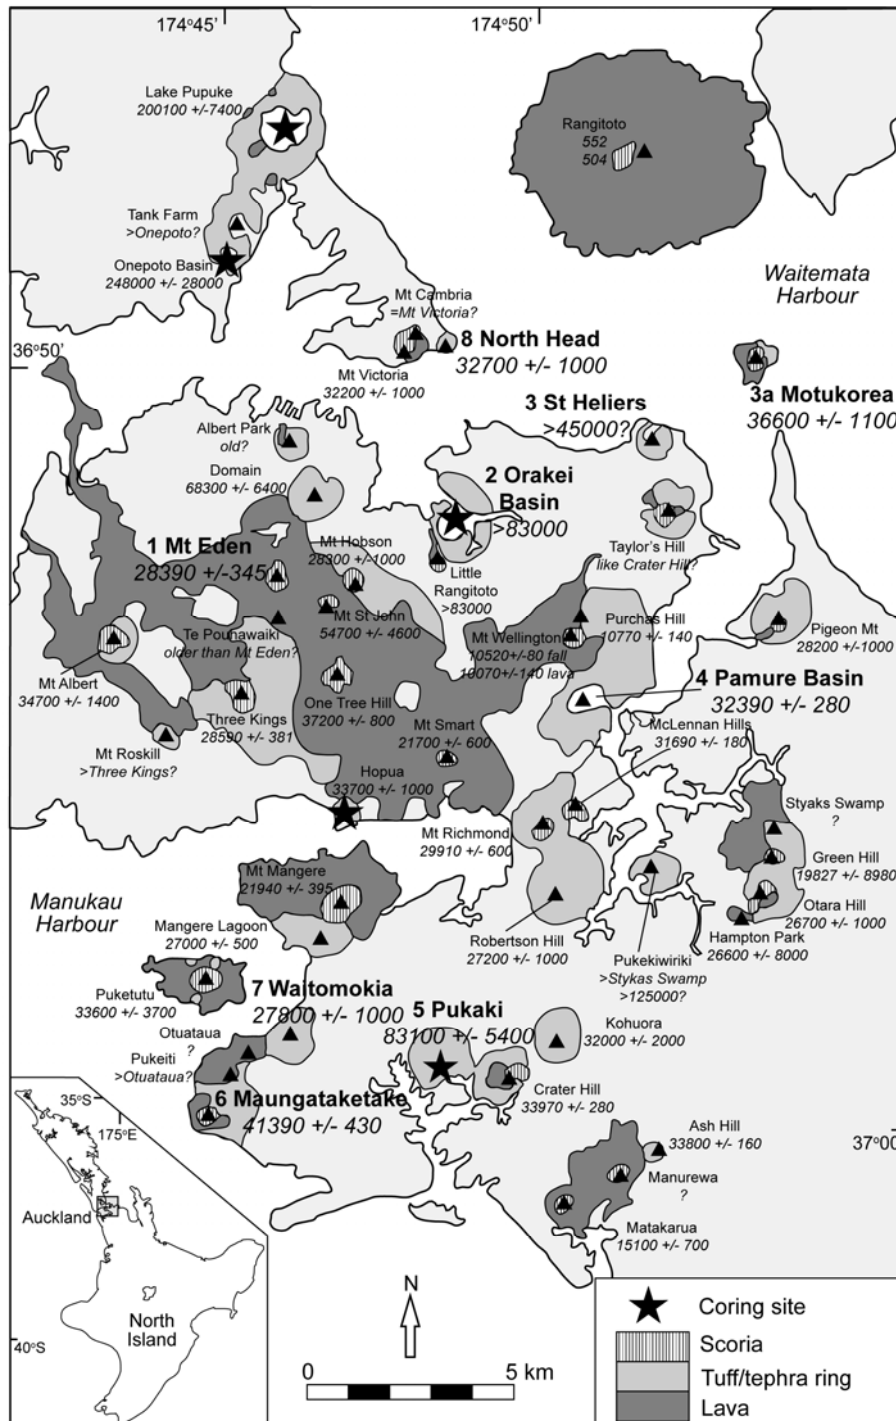 174°45'
174°50'
Lake Pupuke
200100 +/-7400
Rangitoto
552
504
Tank Farm
>Onepoto?
Onepoto Basin
248000 +/- 28000
Waitemata
Harbour
Mt Cambria
=Mt Victoria?
8 North Head
32700 +/- 1000
36°50'
Mt Victoria
32200 +/- 1000
3a Motukorea
36600 +/- 1100
3 St Heliers
>45000?
Albert Park
old?
Domain
68300 +/- 6400
2 Orakei
Basin
>83000
1 Mt Eden
28390 +/-345
Mt Hobson
28300 +/-1000
Taylor's Hill
like Crater Hill?
Little
Rangitoto
>83000
Mt St John
54700 +/- 4600
Te Pouhawaiki
older than Mt Eden?
Purchas Hill
10770 +/- 140
Mt Wellington
10520+/-80 fall
10070+/-140 lava
Pigeon Mt
28200 +/-1000
Mt Albert
34700 +/- 1400
4 Pamure Basin
32390 +/- 280
One Tree Hill
37200 +/- 800
Three Kings
28590 +/- 381
Mt Smart
21700 +/- 600
McLennan Hills
31690 +/- 180
Mt Roskill
>Three Kings?
Hopua
33700 +/- 1000
Styaks Swamp
?
Mt Richmond
29910 +/- 600
Green Hill
19827 +/- 8980
Mt Mangere
21940 +/- 395
Manukau
Harbour
Otara Hill
26700 +/- 1000
Mangere Lagoon
27000 +/- 500
Robertson Hill
27200 +/- 1000
Hampton Park
26600 +/- 8000
Pukekiwiriki
>Stykas Swamp
>125000?
Puketutu
33600 +/- 3700
7 Waitomokia
27800 +/- 1000
5 Pukaki
83100 +/- 5400
Kohuora
32000 +/- 2000
Otuataua
?
Pukeiti
>Otuataua?
Crater Hill
33970 +/- 280
6 Maungataketake
41390 +/- 430
35°S
175°E
Ash Hill
33800 +/- 160
37°00
Manurewa
?
Auckland
Matakarua
15100 +/- 700
North
Island
40°S
N
0
5 km
Coring site
Scoria
Tuff/tephra ring
Lava